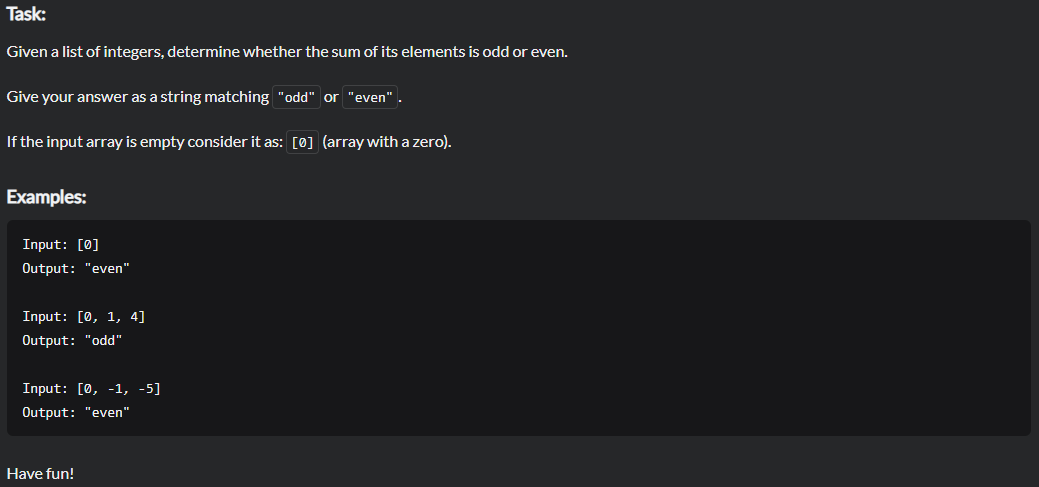 Task:
Given a list of integers, determine whether the sum of its elements is odd or even.
Give your answer as a string matching "odd" or "even".
If the input array is empty consider it as: [0] (array with a zero).
Examples:
Input: [0]
Output: "even"
Input: [0, 1, 4]
Output: "odd"
Input: [0, -1, -5]
Output: "even"
Have fun!